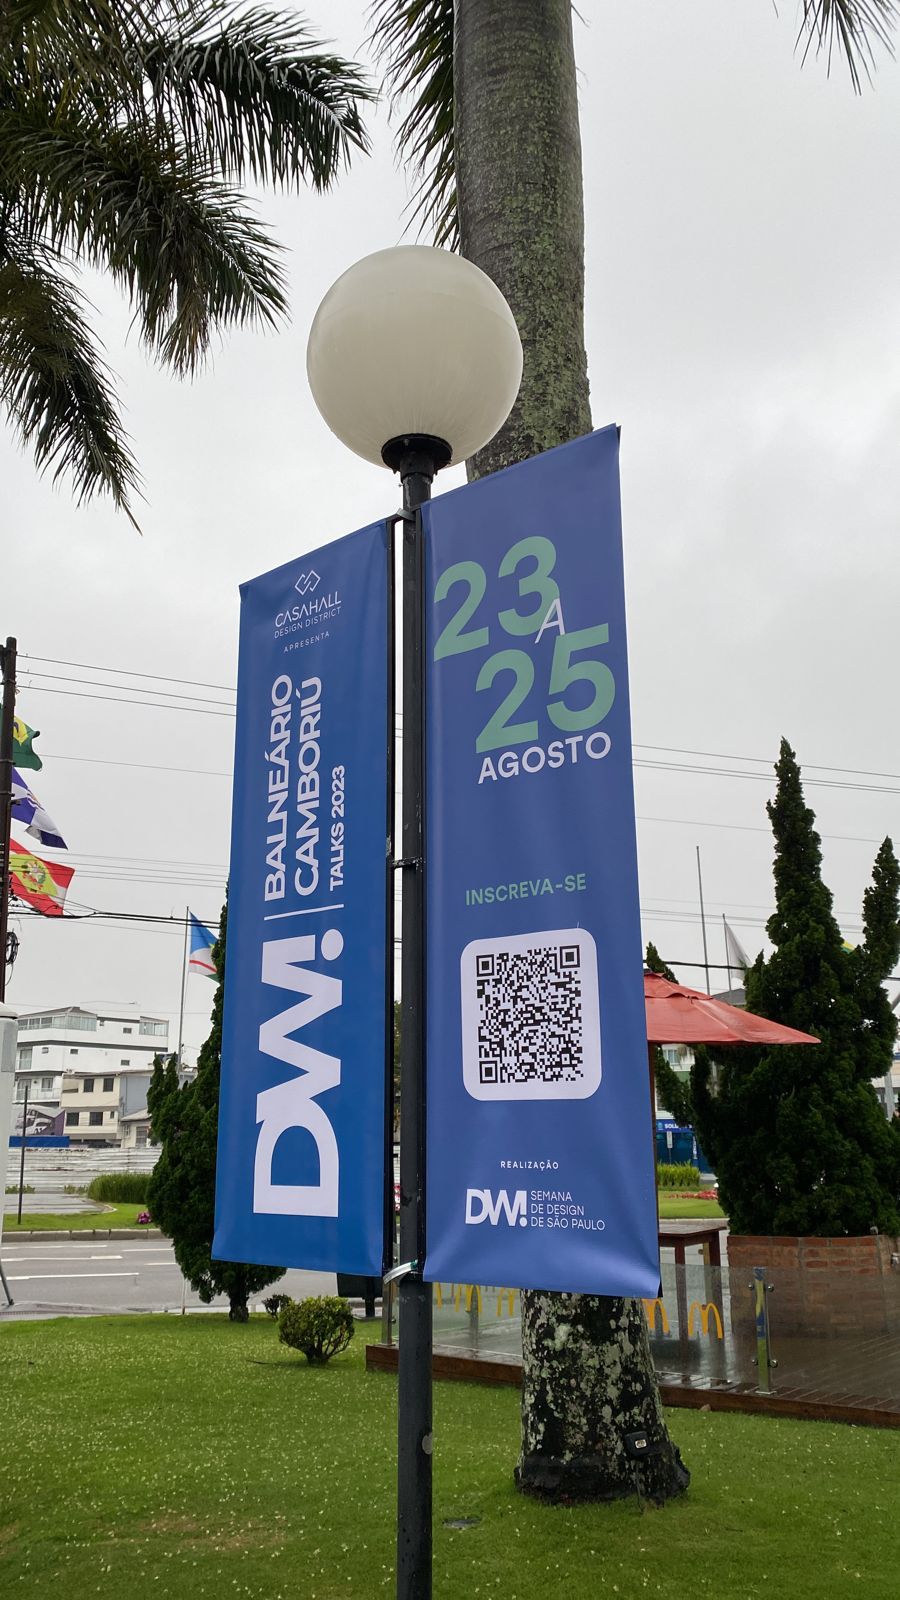 CASAHALL
DESIGN DISTRICT
APRESENTA
DW!
BALNEÁRIO
CAMBORIÚ
TALKS 2023
23
A
25
AGOSTO
INSCREVA-SE
REALIZAÇÃO
DW!
SEMANA
DE DESIGN
DE SÃO PAULO